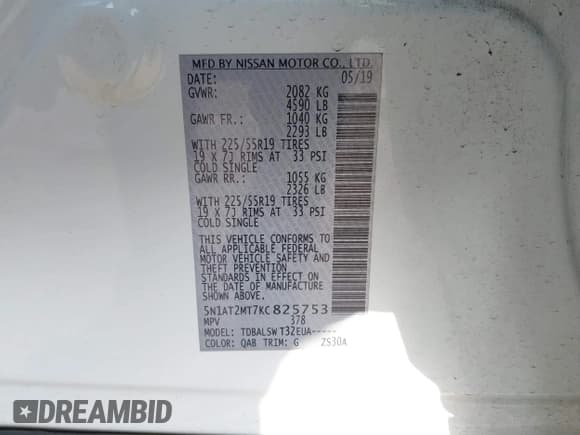 MFD BY NISSAN MOTOR CO., LTD.
DATE: 05/19
GVWR: 2082 KG
4590 LB
GAWR FR.: 1040 KG
2293 LB
WITH 225/55R19 TIRES
19 X 7J RIMS AT 33 PSI
COLD SINGLE
GAWR RR.: 1055 KG
2326 LB
WITH 225/55R19 TIRES
19 X 7J RIMS AT 33 PSI
COLD SINGLE
THIS VEHICLE CONFORMS TO
ALL APPLICABLE FEDERAL
MOTOR VEHICLE SAFETY AND
THEFT PREVENTION
STANDARDS IN EFFECT ON
THE DATE OF MANUFACTURE
SHOWN ABOVE.
5N1AT2MT7KC825753
MPV 378
MODEL: TDBALSWT32EUA-----
COLOR: QAB TRIM: G ZS30A
DREAMBID